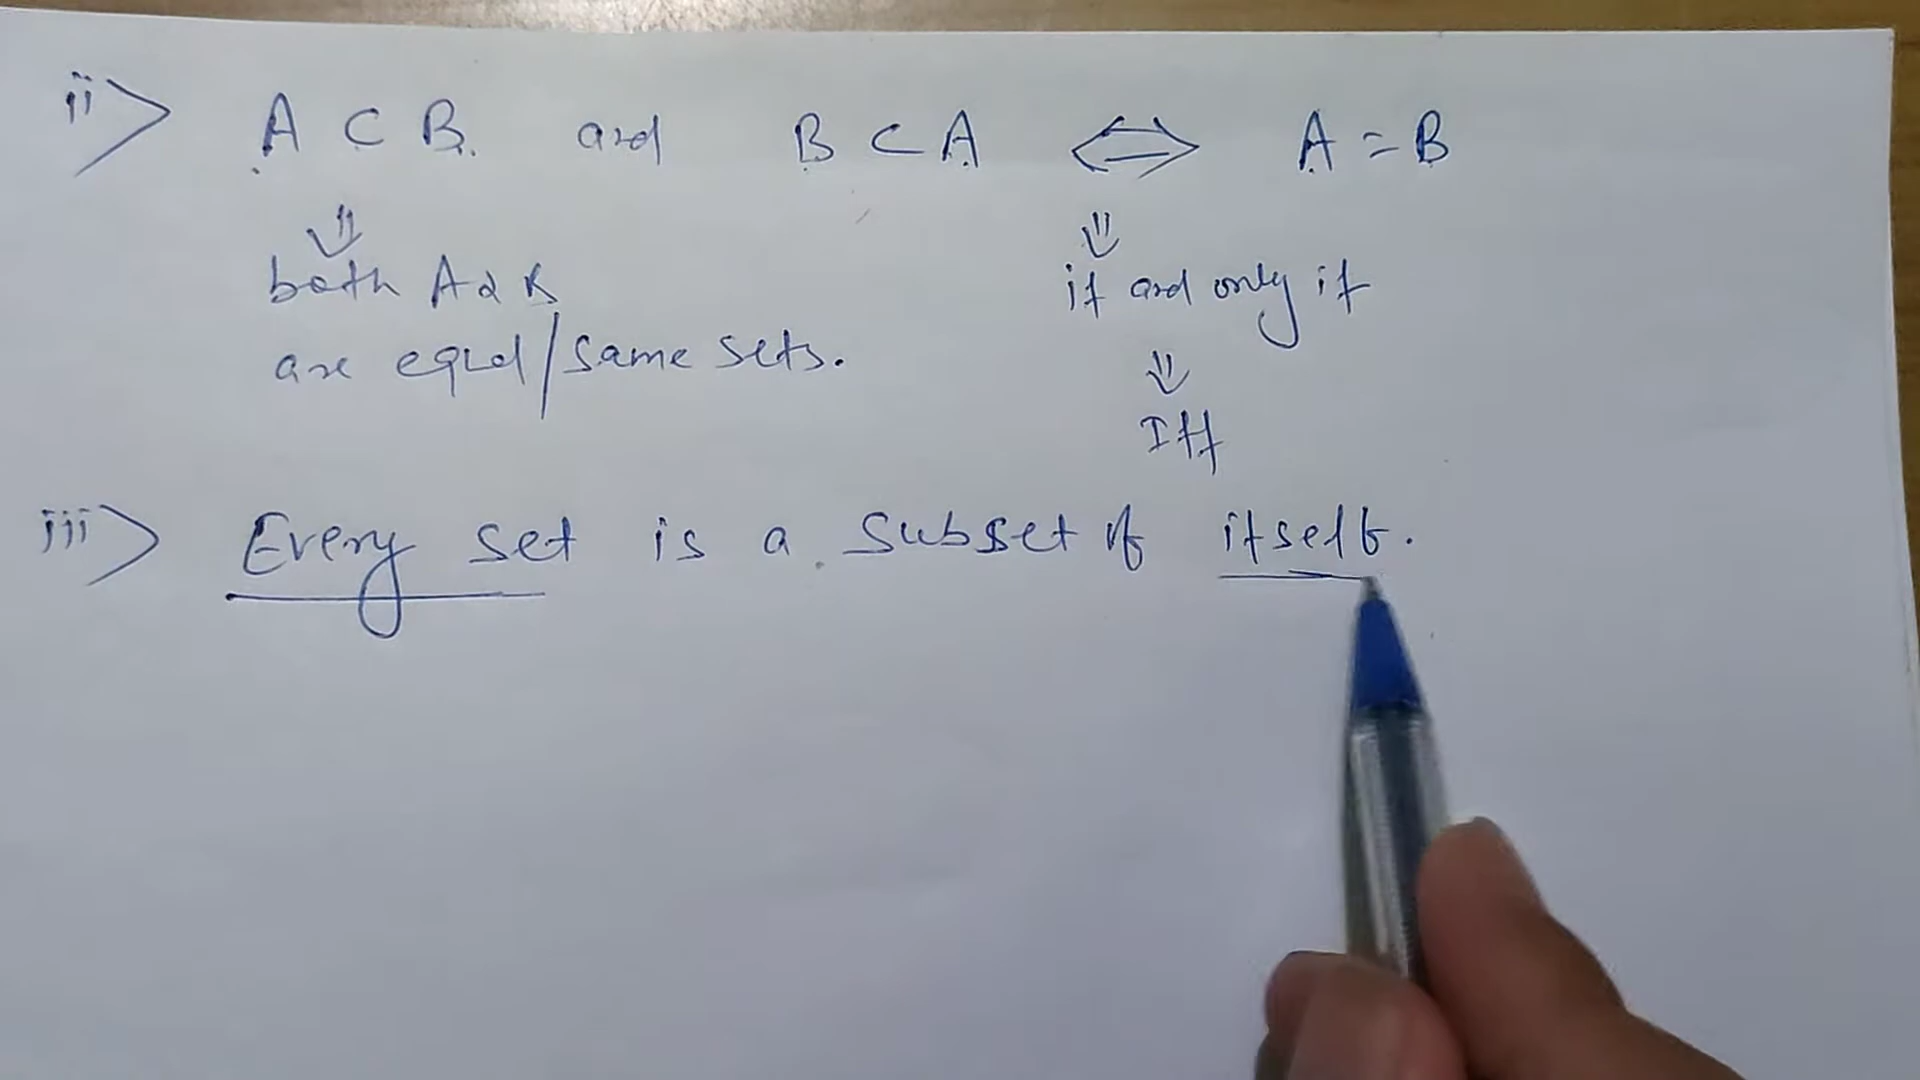 ii> A ⊂ B. and B ⊂ A ⇔ A = B
⇓ ⇓
both A & B if and only if
are equal/same sets. ⇓
Iff
iii> Every set is a subset of itself.